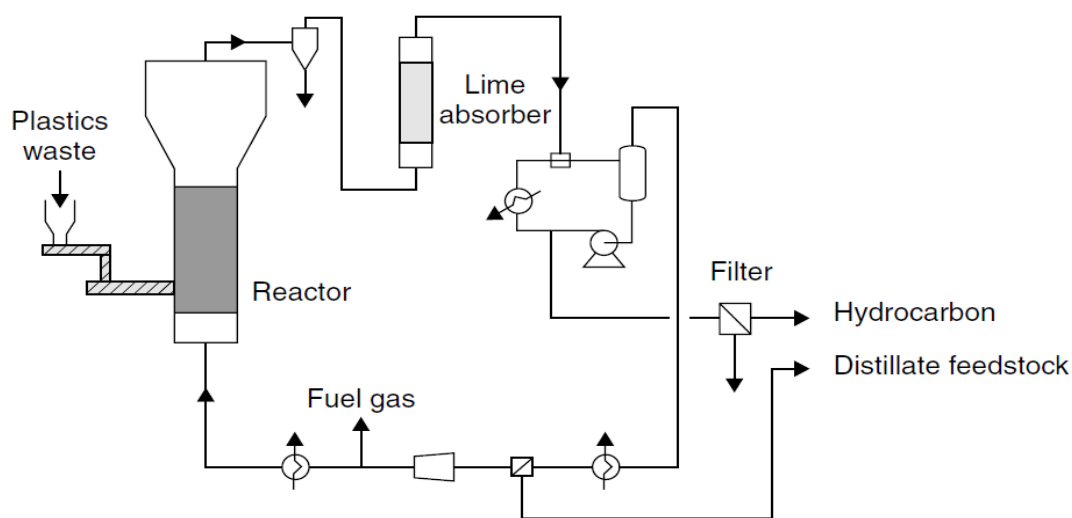 Plastics
waste
Lime
absorber
Reactor
Filter
Hydrocarbon
Distillate feedstock
Fuel gas